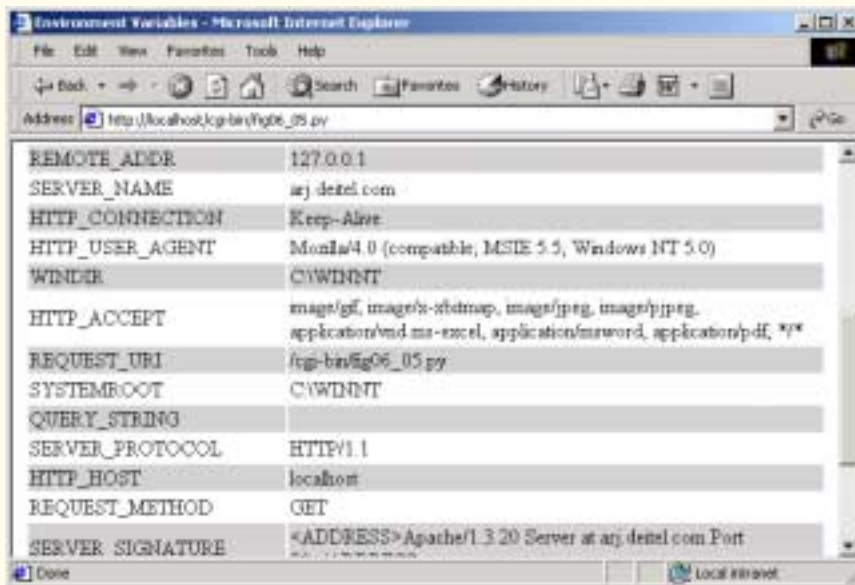 Environment Variables - Microsoft Internet Explorer
File Edit View Favorites Tools Help
Back Search Favorites History
Address http://localhost/cgi-bin/fig06_05.py Go
REMOTE_ADDR 127.0.0.1
SERVER_NAME arj.deitel.com
HTTP_CONNECTION Keep-Alive
HTTP_USER_AGENT Mozilla/4.0 (compatible; MSIE 5.5; Windows NT 5.0)
WINDIR C:\WINNT
HTTP_ACCEPT image/gif, image/x-xbitmap, image/jpeg, image/pjpeg,
application/vnd.ms-excel, application/msword, application/pdf, */*
REQUEST_URI /cgi-bin/fig06_05.py
SYSTEMROOT C:\WINNT
QUERY_STRING
SERVER_PROTOCOL HTTP/1.1
HTTP_HOST localhost
REQUEST_METHOD GET
SERVER_SIGNATURE <ADDRESS>Apache/1.3.20 Server at arj.deitel.com Port
Done Local intranet